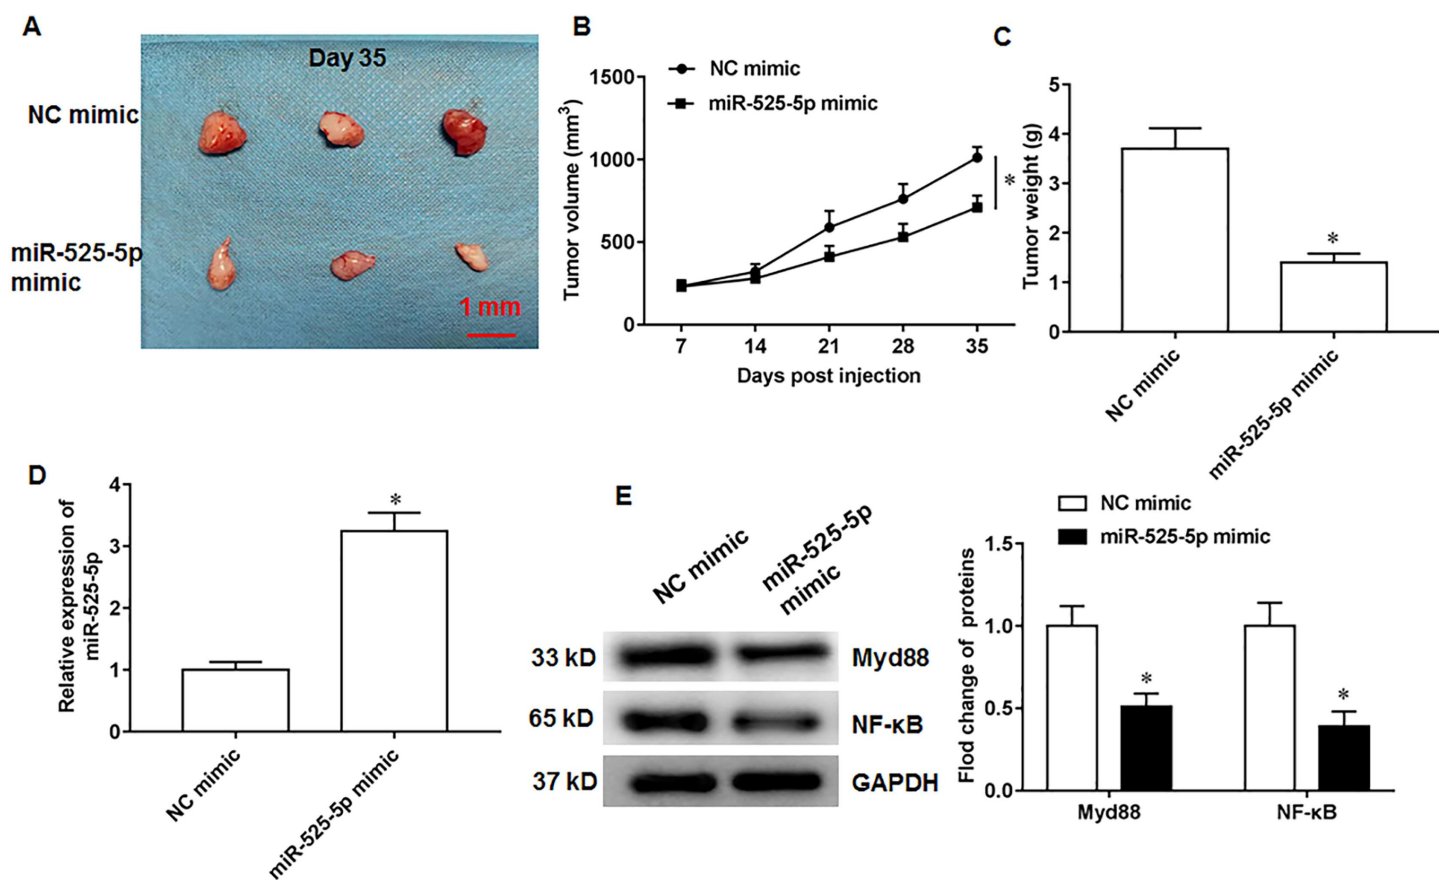 A
Day 35
NC mimic
miR-525-5p
mimic
1 mm
B
NC mimic
miR-525-5p mimic
Tumor volume (mm³)
1500
1000
500
0
*
7 14 21 28 35
Days post injection
C
Tumor weight (g)
5
4
3
2
1
0
*
NC mimic
miR-525-5p mimic
D
Relative expression of
miR-525-5p
4
3
2
1
0
*
NC mimic
miR-525-5p mimic
E
NC mimic
miR-525-5p
mimic
33 kD Myd88
65 kD NF-κB
37 kD GAPDH
NC mimic
miR-525-5p mimic
Flod change of proteins
1.5
1.0
0.5
0.0
*
*
Myd88 NF-κB